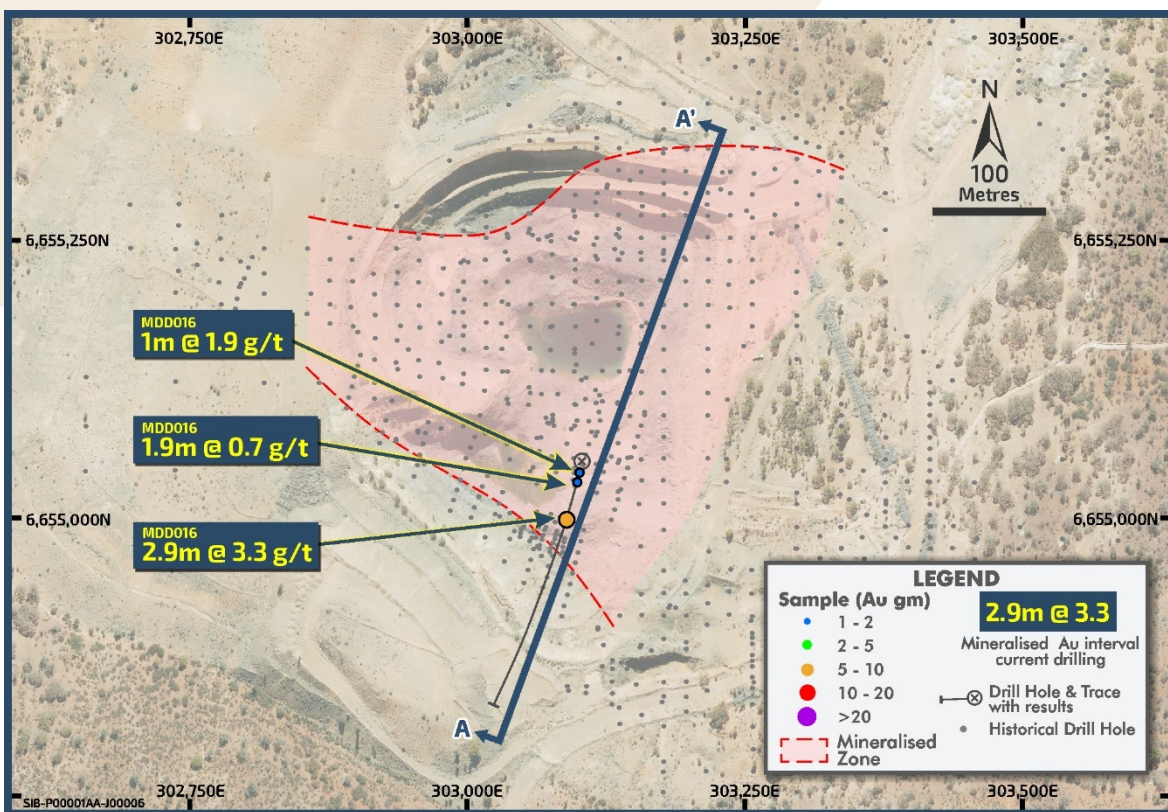 302,750E 303,000E 303,250E 303,500E
A'
N
100
Metres
6,655,250N 6,655,250N
MDD016
1m @ 1.9 g/t
MDD016
1.9m @ 0.7 g/t
6,655,000N 6,655,000N
MDD016
2.9m @ 3.3 g/t
A
LEGEND
Sample (Au gm)
1 - 2
2 - 5
5 - 10
10 - 20
>20
Mineralised
Zone
2.9m @ 3.3
Mineralised Au interval
current drilling
Drill Hole & Trace
with results
Historical Drill Hole
302,750E 303,000E 303,250E 303,500E
SIB-P00001AA-J00006